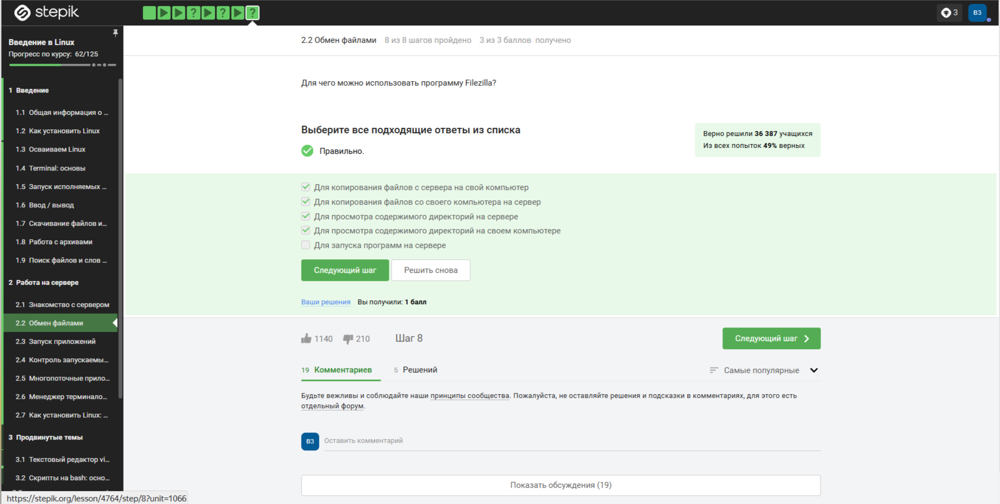 stepik
3
ВЗ
Введение в Linux
Прогресс по курсу: 62/125
1 Введение
1.1 Общая информация о ...
1.2 Как установить Linux
1.3 Осваиваем Linux
1.4 Terminal: основы
1.5 Запуск исполняемых ...
1.6 Ввод / вывод
1.7 Скачивание файлов и...
1.8 Работа с архивами
1.9 Поиск файлов и слов ...
2 Работа на сервере
2.1 Знакомство с сервером
2.2 Обмен файлами
2.3 Запуск приложений
2.4 Контроль запускаемы...
2.5 Многопоточные прило...
2.6 Менеджер терминало...
2.7 Как установить Linux: ...
3 Продвинутые темы
3.1 Текстовый редактор vi...
3.2 Скрипты на bash: осно...
https://stepik.org/lesson/4764/step/8?unit=1066
2.2 Обмен файлами 8 из 8 шагов пройдено 3 из 3 баллов получено
Для чего можно использовать программу Filezilla?
Выберите все подходящие ответы из списка
Правильно.
Верно решили 36 387 учащихся
Из всех попыток 49% верных
Для копирования файлов с сервера на свой компьютер
Для копирования файлов со своего компьютера на сервер
Для просмотра содержимого директорий на сервере
Для просмотра содержимого директорий на своем компьютере
Для запуска программ на сервере
Следующий шаг Решить снова
Ваши решения Вы получили: 1 балл
1140 210 Шаг 8 Следующий шаг
19 Комментариев 5 Решений Самые популярные
Будьте вежливы и соблюдайте наши принципы сообщества. Пожалуйста, не оставляйте решения и подсказки в комментариях, для этого есть
отдельный форум.
ВЗ Оставить комментарий
Показать обсуждения (19)